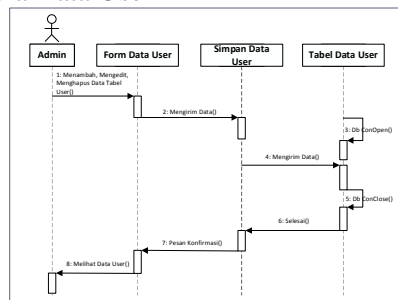 Admin
Form Data User
Simpan Data
User
Tabel Data User
1: Menambah, Mengedit,
Menghapus Data Tabel
User()
2: Mengirim Data()
3: Db ConOpen()
4: Mengirim Data()
5: Db ConClose()
6: Selesai()
7: Pesan Konfirmasi()
8: Melihat Data User()